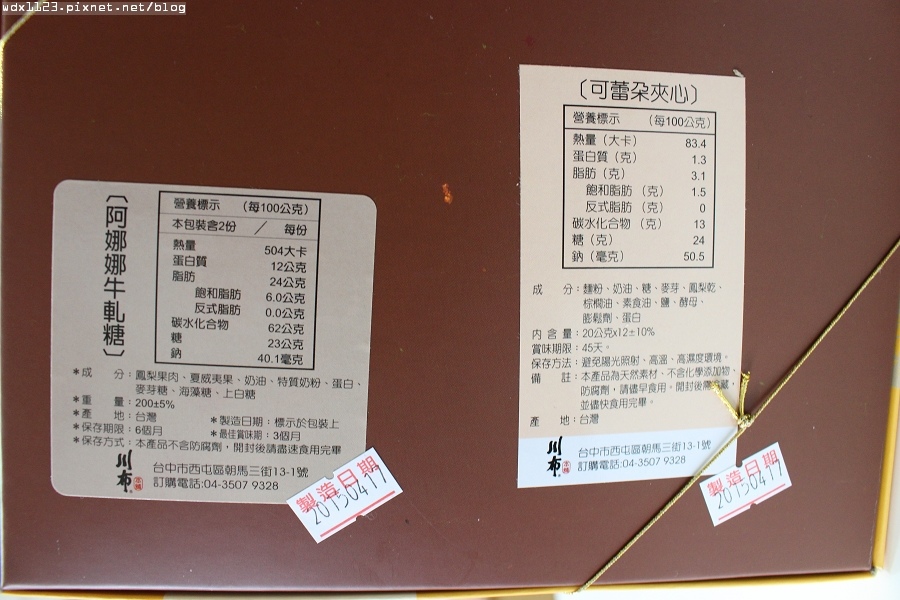 wdx1123.pixnet.net/blog
〔阿娜娜牛軋糖〕
營養標示 (每100公克)
本包裝含2份 / 每份
熱量 504大卡
蛋白質 12公克
脂肪 24公克
飽和脂肪 6.0公克
反式脂肪 0.0公克
碳水化合物 62公克
糖 23公克
鈉 40.1毫克
*成 分:鳳梨果肉、夏威夷果、奶油、特質奶粉、蛋白、
麥芽糖、海藻糖、上白糖
*重 量:200±5%
*產 地:台灣 *製造日期:標示於包裝上
*保存期限:6個月 *最佳賞味期:3個月
*保存方式:本產品不含防腐劑,開封後請盡速食用完畢
川布
本舖
台中市西屯區朝馬三街13-1號
訂購電話:04-3507 9328
製造日期
20150417
〔可蕾朵夾心〕
營養標示 (每100公克)
熱量(大卡) 83.4
蛋白質(克) 1.3
脂肪(克) 3.1
飽和脂肪(克) 1.5
反式脂肪(克) 0
碳水化合物(克) 13
糖(克) 24
鈉(毫克) 50.5
成 分:麵粉、奶油、糖、麥芽、鳳梨乾、
棕櫚油、素食油、鹽、酵母、
膨鬆劑、蛋白
內 容 量:20公克x12±10%
賞味期限:45天。
保存方法:避免陽光照射、高溫、高濕度環境。
備 註:本產品為天然素材、不含化學添加物、
防腐劑,請儘早食用。開封後需冷藏,
並儘快食用完畢。
產 地:台灣
川布
本舖
台中市西屯區朝馬三街13-1號
訂購電話:04-3507 9328
製造日期
20150417